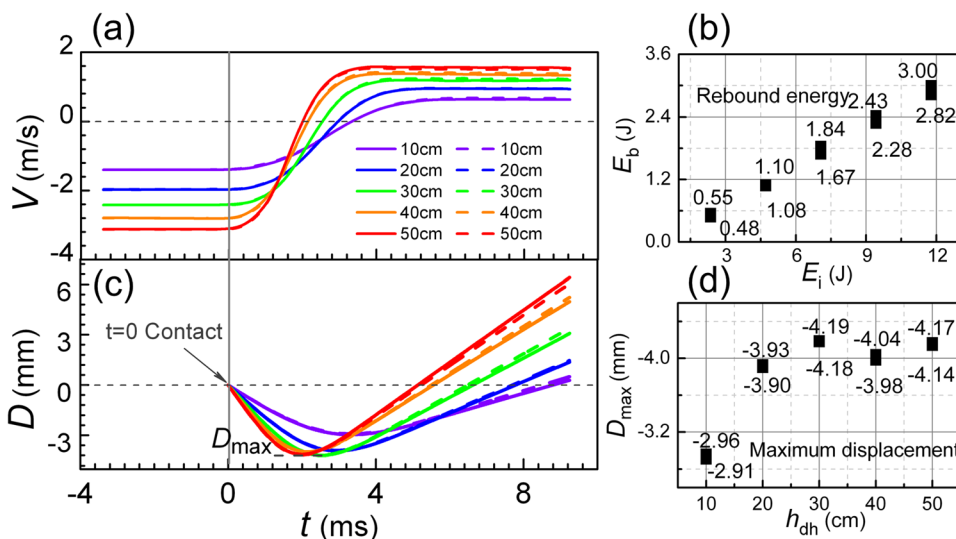 (a)
2
0
-2
-4
V (m/s)
10cm 10cm
20cm 20cm
30cm 30cm
40cm 40cm
50cm 50cm
(b)
3.6
2.4
1.2
0.0
E_b (J)
Rebound energy
0.55
0.48
1.10
1.08
1.84
1.67
2.43
2.28
3.00
2.82
3 6 9 12
E_i (J)
(c)
6
3
0
-3
D (mm)
t=0 Contact
D_max
-4 0 4 8
t (ms)
(d)
-4.0
-3.2
D_max (mm)
-2.96
-2.91
-3.93
-3.90
-4.19
-4.18
-4.04
-3.98
-4.17
-4.14
Maximum displacement
10 20 30 40 50
h_dh (cm)